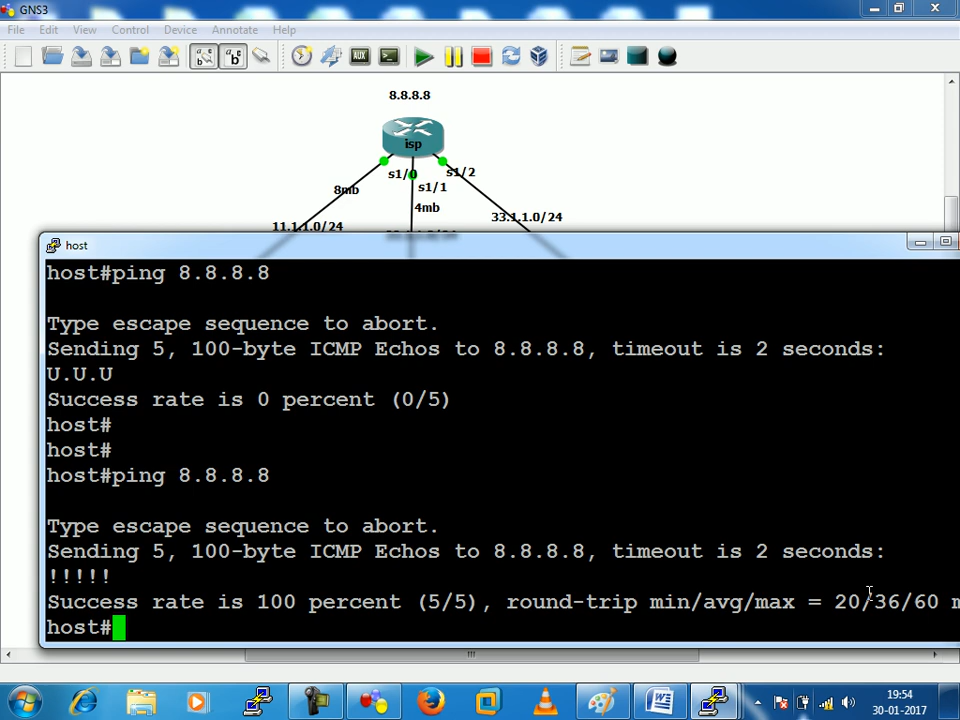 GNS3
File Edit View Control Device Annotate Help
8.8.8.8
isp
s1/0
s1/2
s1/1
8mb
4mb
11.1.1.0/24
33.1.1.0/24
host
host#ping 8.8.8.8
Type escape sequence to abort.
Sending 5, 100-byte ICMP Echos to 8.8.8.8, timeout is 2 seconds:
U.U.U
Success rate is 0 percent (0/5)
host#
host#
host#ping 8.8.8.8
Type escape sequence to abort.
Sending 5, 100-byte ICMP Echos to 8.8.8.8, timeout is 2 seconds:
!!!!!
Success rate is 100 percent (5/5), round-trip min/avg/max = 20/36/60 m
host#
19:54
30-01-2017